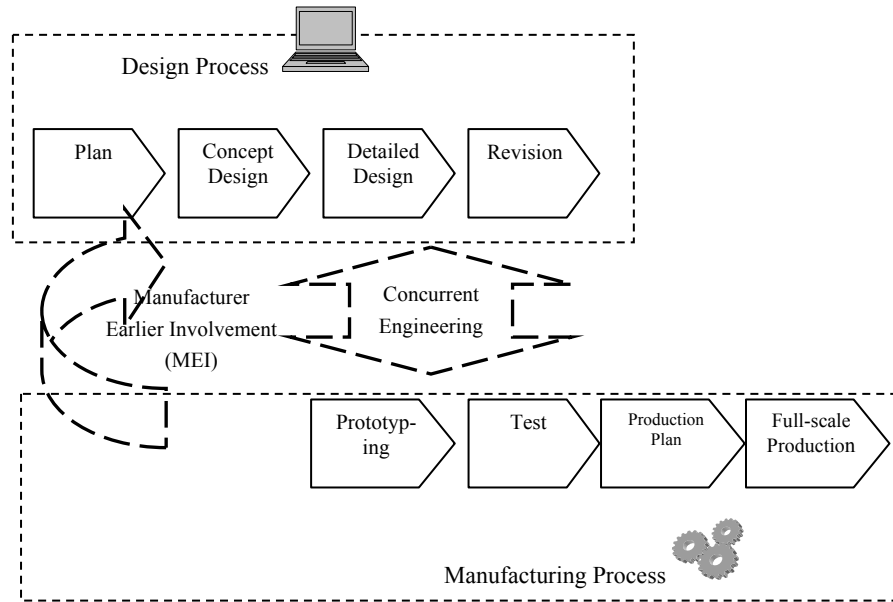 Design Process
Plan
Concept
Design
Detailed
Design
Revision
Manufacturer
Earlier Involvement
(MEI)
Concurrent
Engineering
Prototyp-
ing
Test
Production
Plan
Full-scale
Production
Manufacturing Process